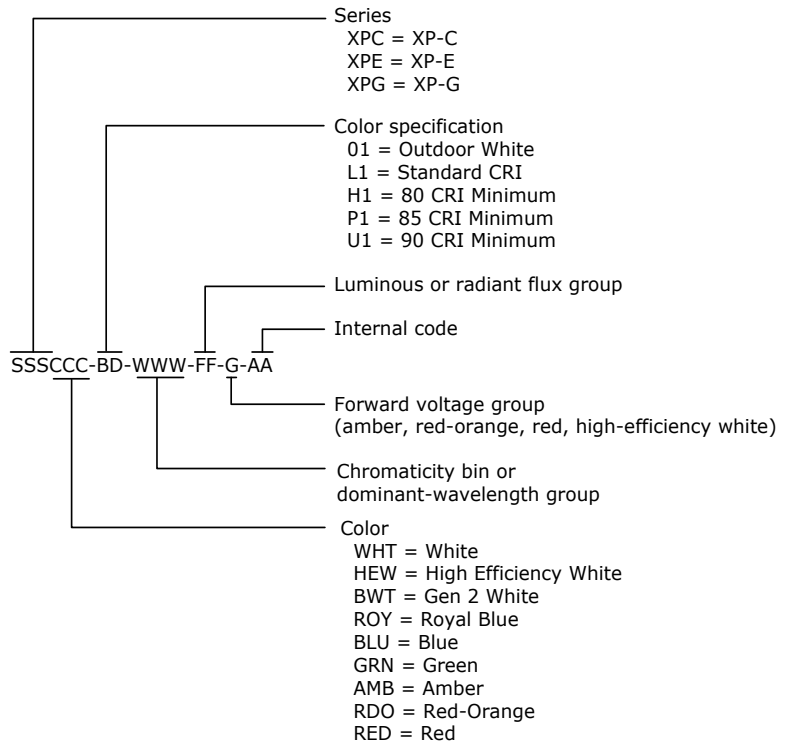 Series
XPC = XP-C
XPE = XP-E
XPG = XP-G
Color specification
01 = Outdoor White
L1 = Standard CRI
H1 = 80 CRI Minimum
P1 = 85 CRI Minimum
U1 = 90 CRI Minimum
Luminous or radiant flux group
Internal code
SSSCCC-BD-WWW-FF-G-AA
Forward voltage group
(amber, red-orange, red, high-efficiency white)
Chromaticity bin or
dominant-wavelength group
Color
WHT = White
HEW = High Efficiency White
BWT = Gen 2 White
ROY = Royal Blue
BLU = Blue
GRN = Green
AMB = Amber
RDO = Red-Orange
RED = Red